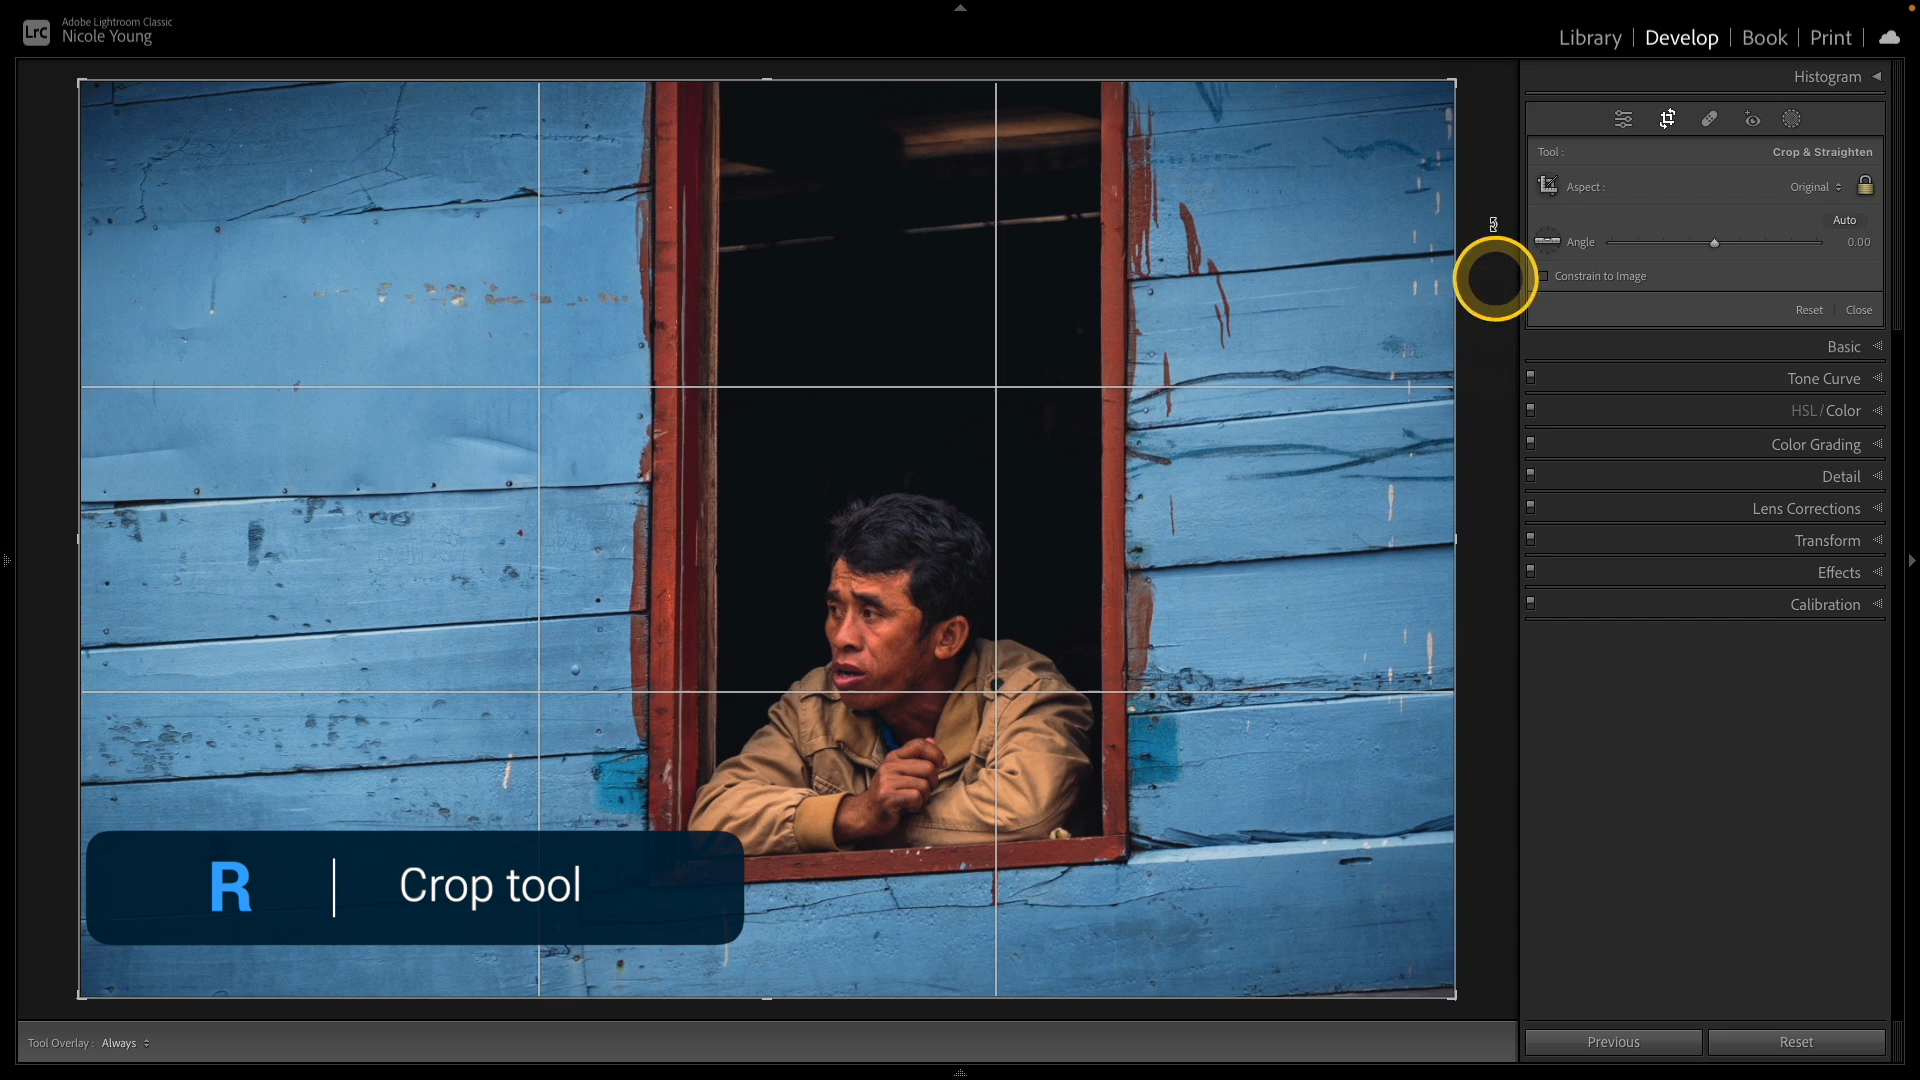 LrC
Adobe Lightroom Classic
Nicole Young
Library | Develop | Book | Print |
Histogram
Tool : Crop & Straighten
Aspect : Original
Auto
Angle 0.00
Constrain to Image
Reset | Close
Basic
Tone Curve
HSL / Color
Color Grading
Detail
Lens Corrections
Transform
Effects
Calibration
R | Crop tool
Tool Overlay : Always
Previous Reset